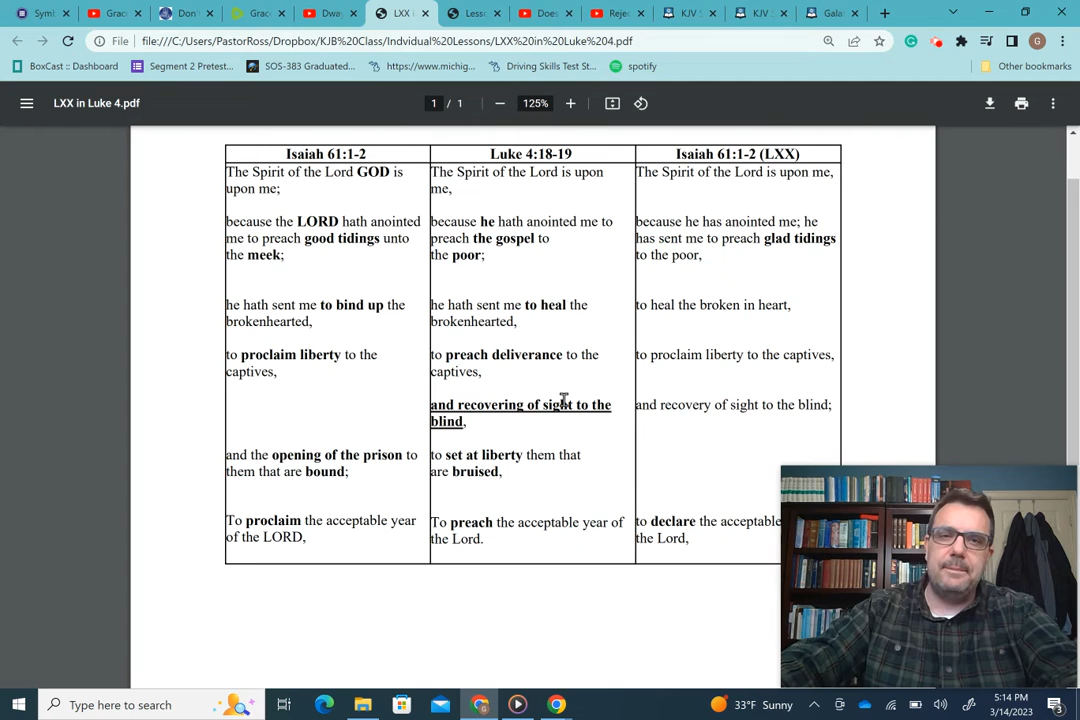 Symb
Grace
Don'
Grace
Dway
LXX in
Lesso
Does
Rejec
KJV S
KJV S
Galat
File
file:///C:/Users/PastorRoss/Dropbox/KJB%20Class/Indvidual%20Lessons/LXX%20in%20Luke%204.pdf
G
BoxCast :: Dashboard
Segment 2 Pretest...
SOS-383 Graduated...
https://www.michig...
Driving Skills Test St...
spotify
Other bookmarks
LXX in Luke 4.pdf
1 / 1
125%
Isaiah 61:1-2
The Spirit of the Lord GOD is
upon me;
because the LORD hath anointed
me to preach good tidings unto
the meek;
he hath sent me to bind up the
brokenhearted,
to proclaim liberty to the
captives,
and the opening of the prison to
them that are bound;
To proclaim the acceptable year
of the LORD,
Luke 4:18-19
The Spirit of the Lord is upon
me,
because he hath anointed me to
preach the gospel to
the poor;
he hath sent me to heal the
brokenhearted,
to preach deliverance to the
captives,
and recovering of sight to the
blind,
to set at liberty them that
are bruised,
To preach the acceptable year of
the Lord.
Isaiah 61:1-2 (LXX)
The Spirit of the Lord is upon me,
because he has anointed me; he
has sent me to preach glad tidings
to the poor,
to heal the broken in heart,
to proclaim liberty to the captives,
and recovery of sight to the blind;
to declare the acceptable
the Lord,
Type here to search
33°F Sunny
5:14 PM
3/14/2023
3